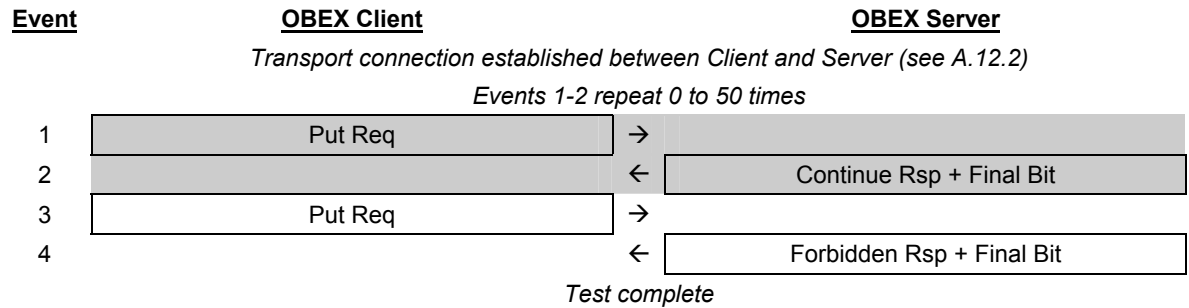 Event OBEX Client OBEX Server
Transport connection established between Client and Server (see A.12.2)
Events 1-2 repeat 0 to 50 times
1 Put Req →
2 ← Continue Rsp + Final Bit
3 Put Req →
4 ← Forbidden Rsp + Final Bit
Test complete